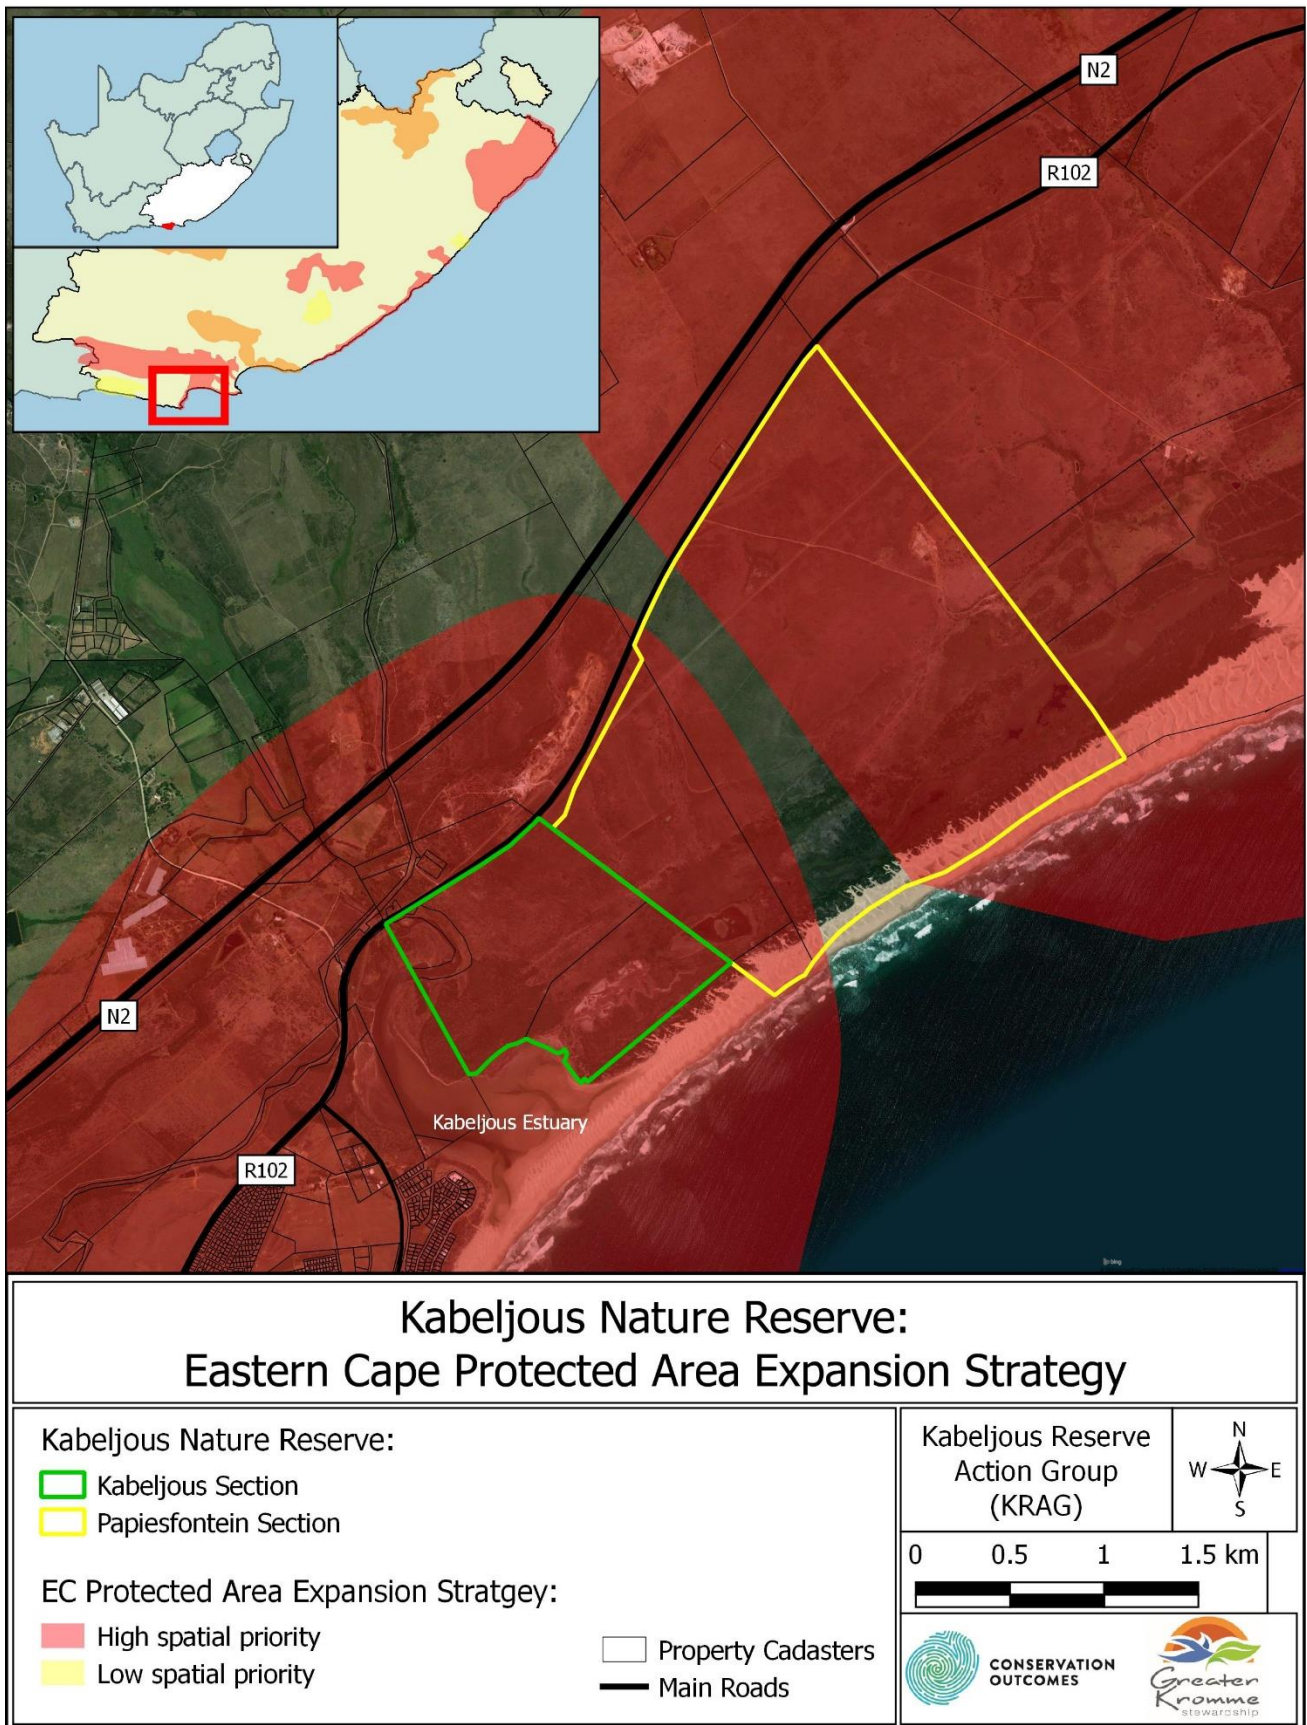 N2
R102
N2
Kabeljous Estuary
R102
bing
Kabeljous Nature Reserve:
Eastern Cape Protected Area Expansion Strategy
Kabeljous Nature Reserve:
Kabeljous Section
Papiesfontein Section
EC Protected Area Expansion Stratgey:
High spatial priority
Low spatial priority
Property Cadasters
Main Roads
Kabeljous Reserve
Action Group
(KRAG)
N
W E
S
0 0.5 1 1.5 km
CONSERVATION
OUTCOMES
Greater
Kromme
stewardship